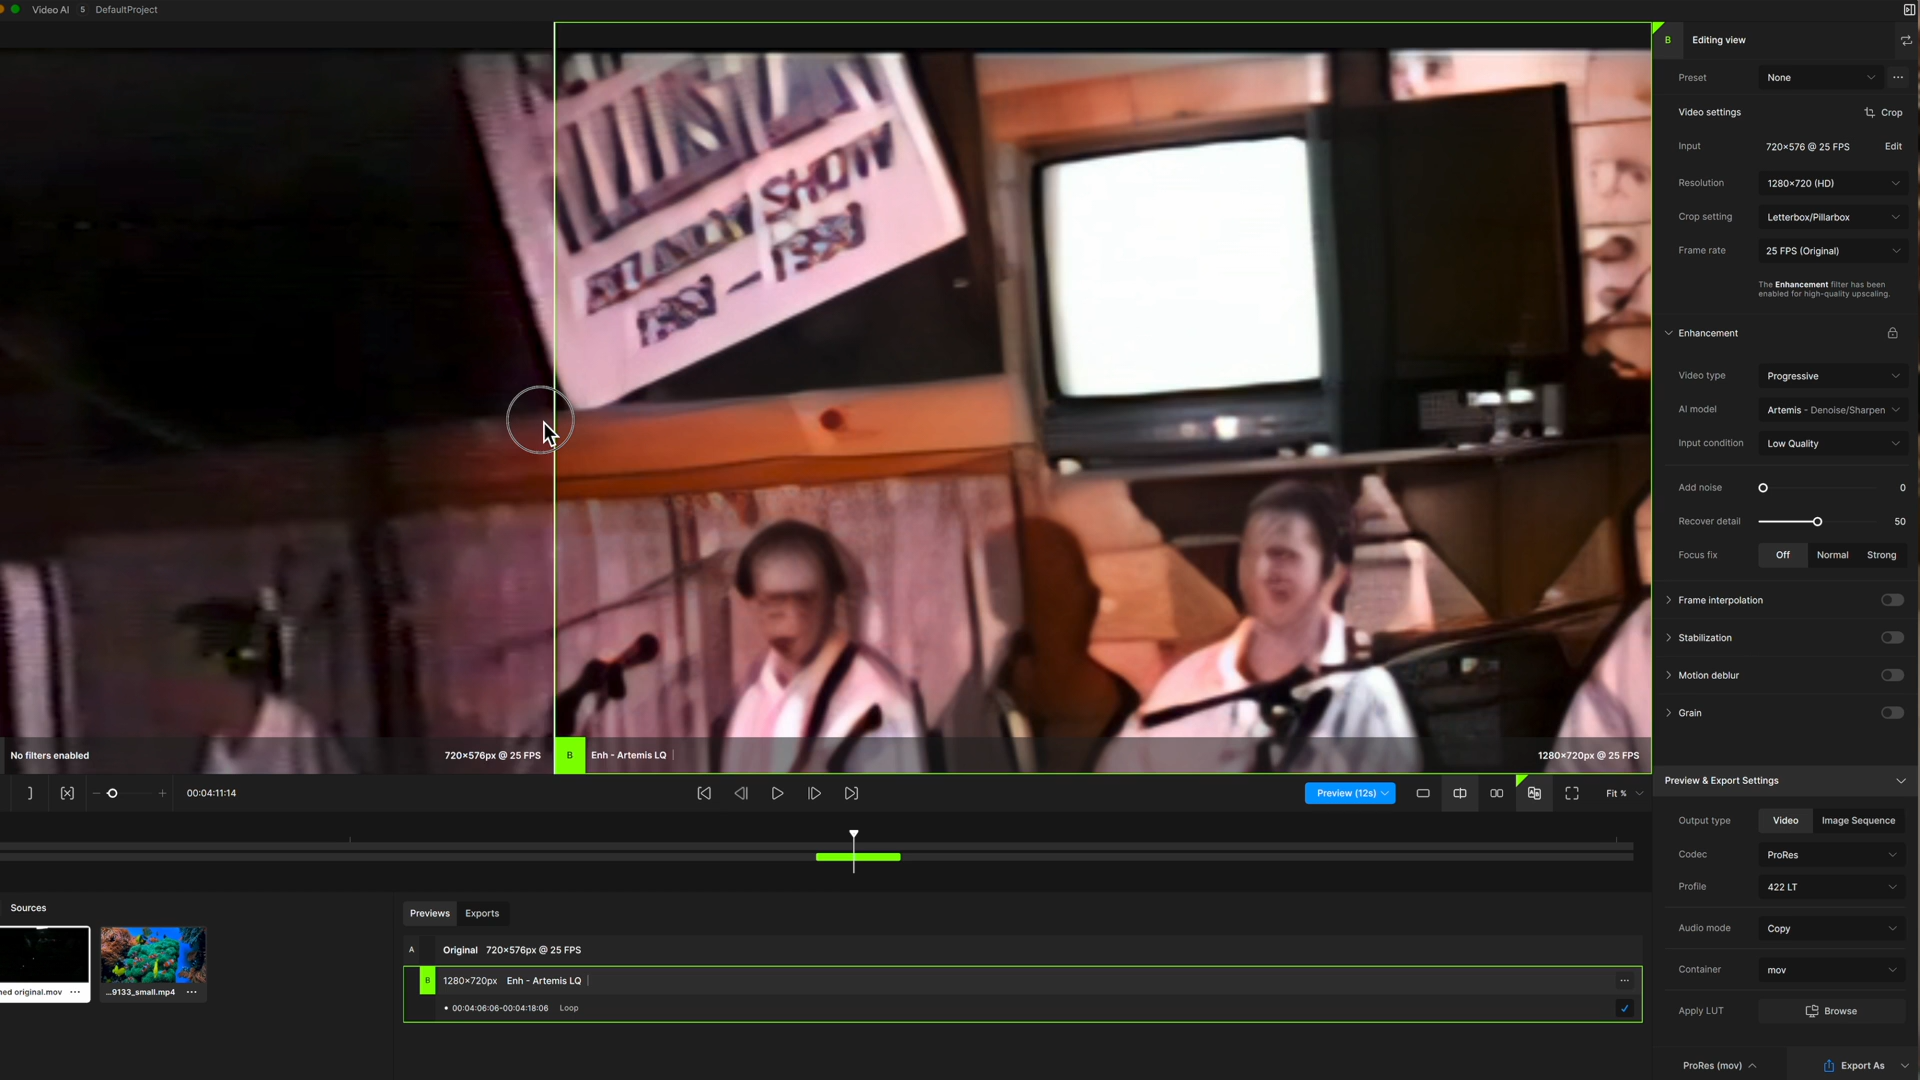 Video AI 5 DefaultProject
B Editing view
Preset None
Video settings Crop
Input 720×576 @ 25 FPS Edit
Resolution 1280×720 (HD)
Crop setting Letterbox/Pillarbox
Frame rate 25 FPS (Original)
The Enhancement filter has been
enabled for high-quality upscaling.
Enhancement
Video type Progressive
AI model Artemis - Denoise/Sharpen
Input condition Low Quality
Add noise 0
Recover detail 50
Focus fix Off Normal Strong
Frame interpolation
Stabilization
Motion deblur
Grain
SHOW
No filters enabled 720×576px @ 25 FPS
B Enh - Artemis LQ 1280×720px @ 25 FPS
00:04:11:14
Preview (12s)
Fit %
Preview & Export Settings
Output type Video Image Sequence
Codec ProRes
Profile 422 LT
Audio mode Copy
Container mov
Apply LUT Browse
ProRes (mov) Export As
Sources
ned original.mov ...
...9133_small.mp4 ...
Previews Exports
A Original 720×576px @ 25 FPS
B 1280×720px Enh - Artemis LQ
00:04:06:06-00:04:18:06 Loop